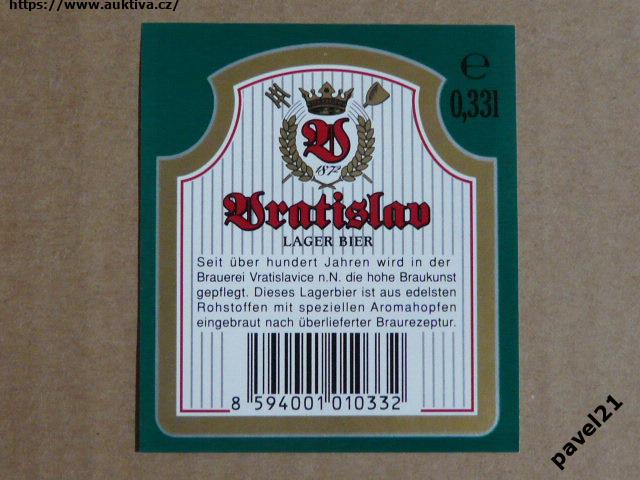 https://www.auktiva.cz/
e
0,33l
V
1872
Vratislav
LAGER BIER
Seit über hundert Jahren wird in der
Brauerei Vratislavice n.N. die hohe Braukunst
gepflegt. Dieses Lagerbier ist aus edelsten
Rohstoffen mit speziellen Aromahopfen
eingebraut nach überlieferter Braurezeptur.
8 594001 010332
pavel21